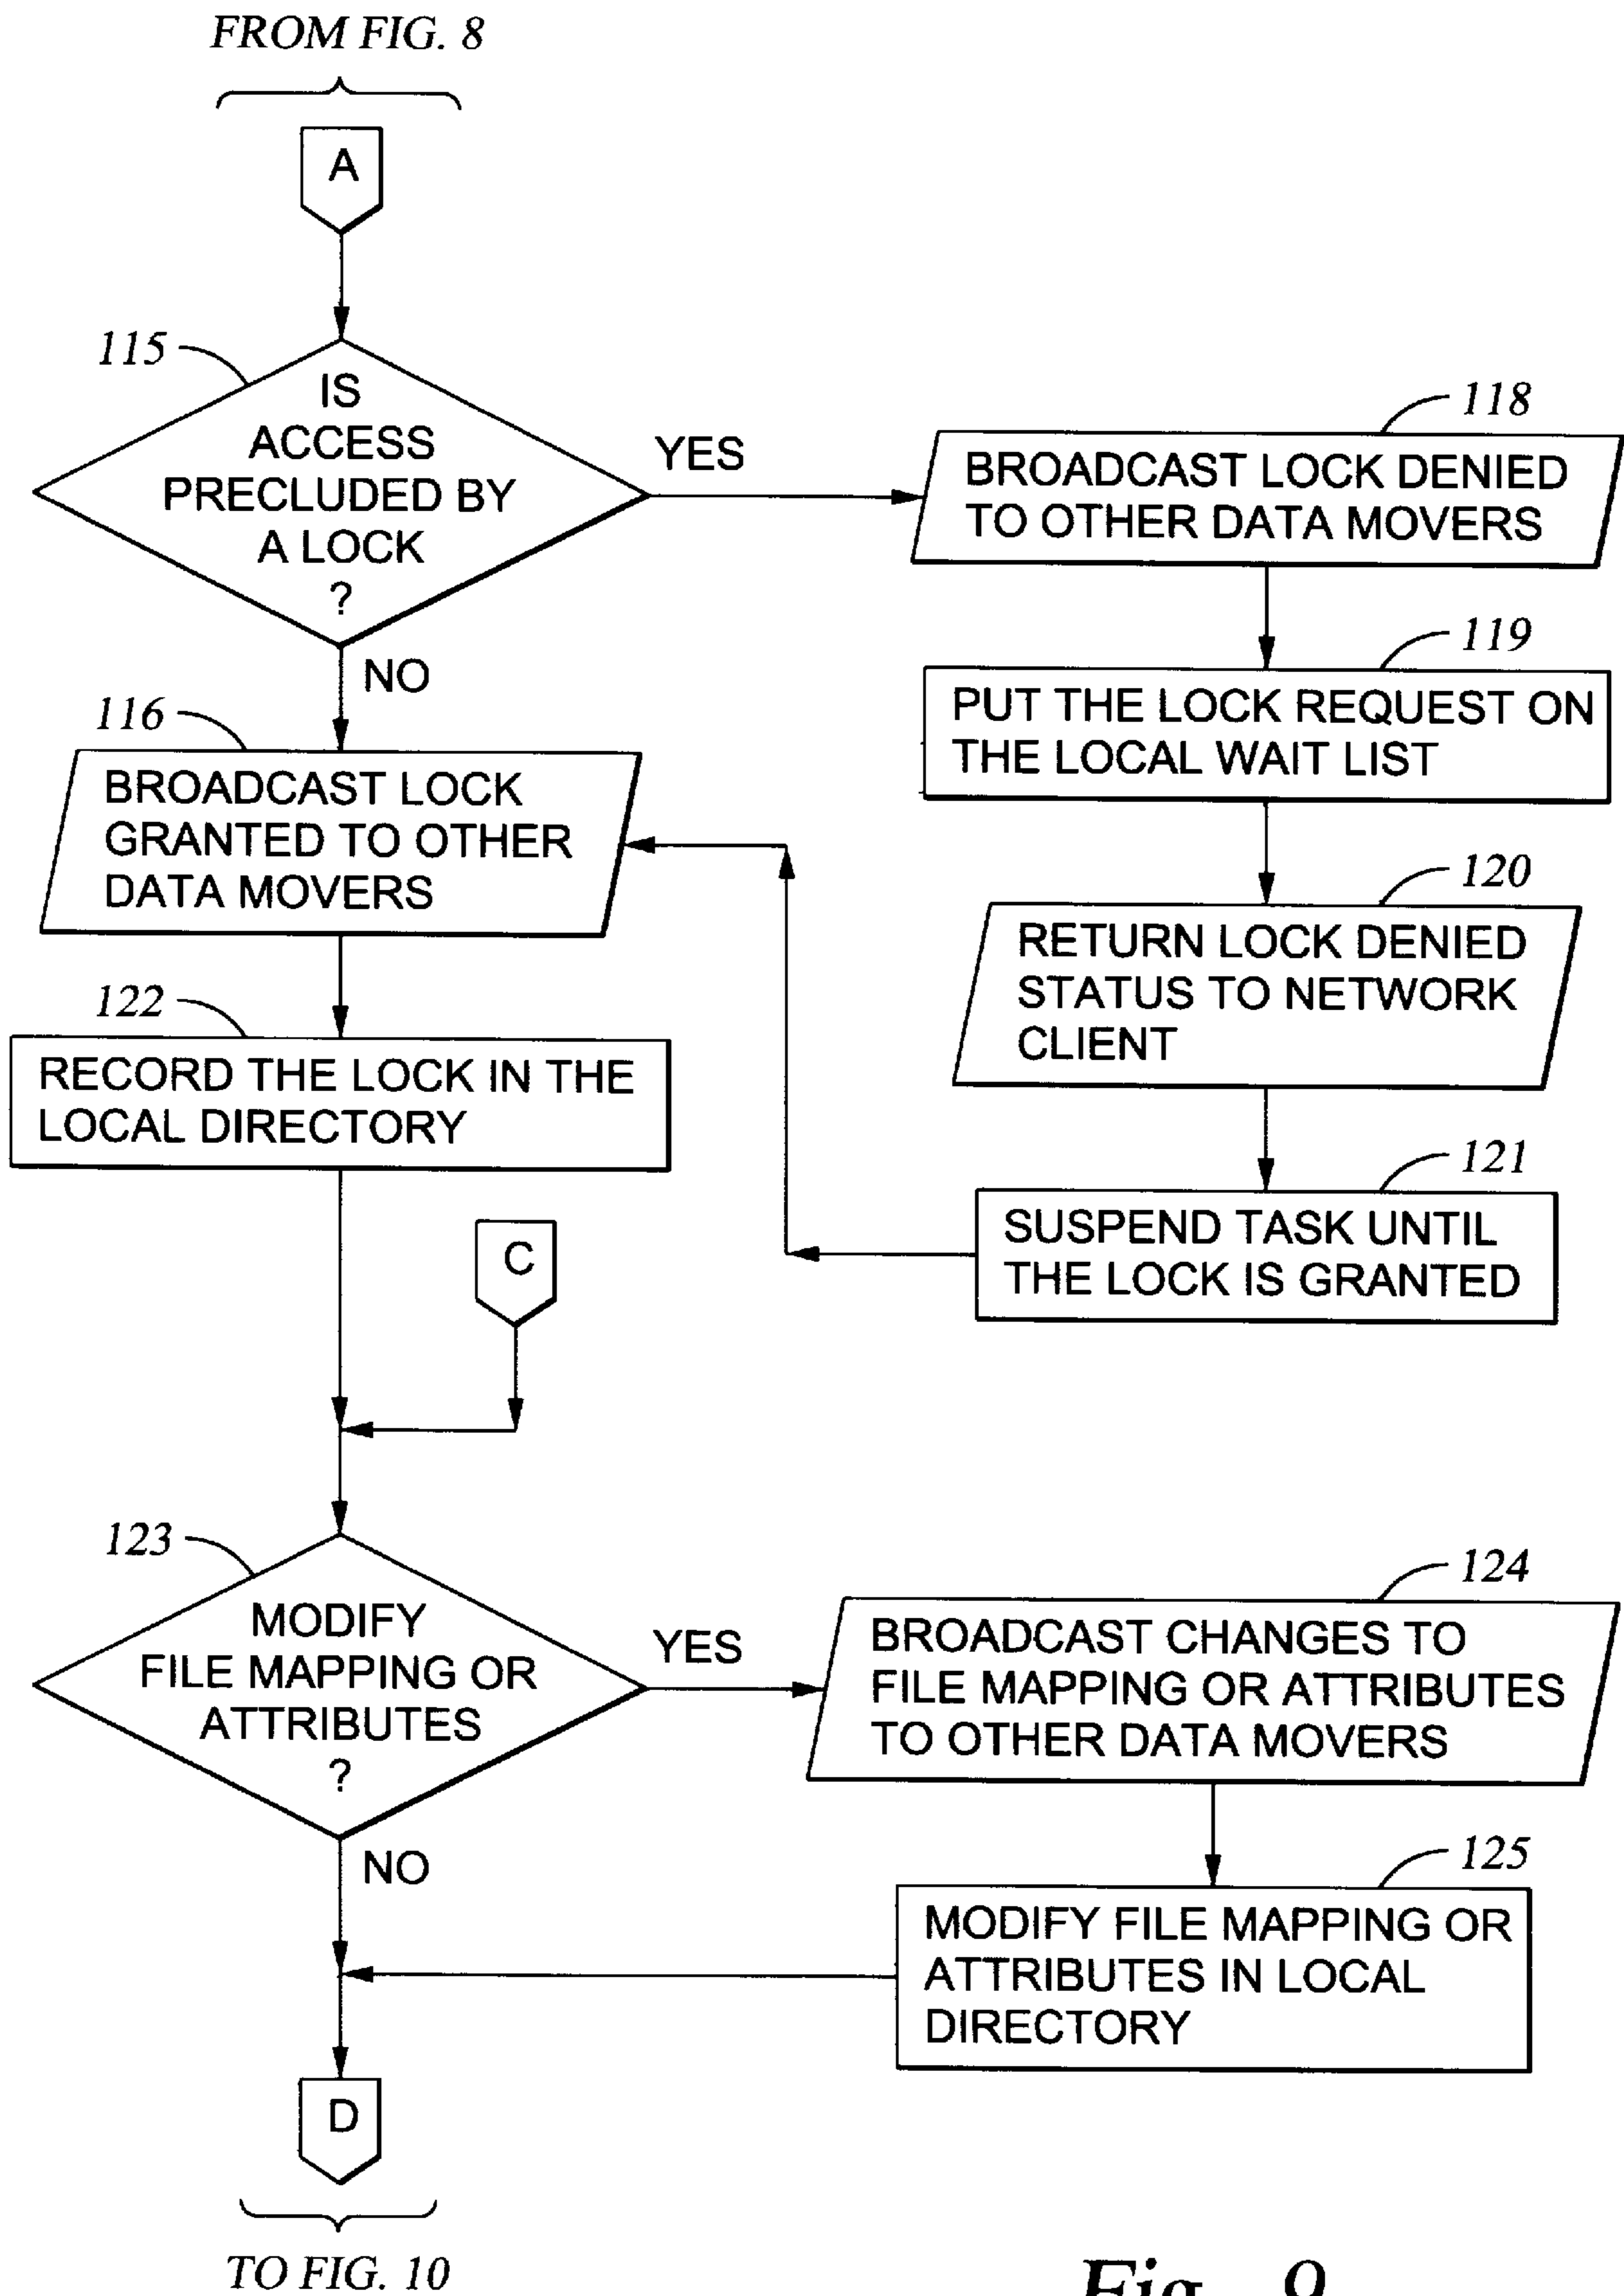 FROM FIG. 8
A
115
IS
ACCESS
PRECLUDED BY
A LOCK
?
YES
NO
118
BROADCAST LOCK DENIED
TO OTHER DATA MOVERS
119
PUT THE LOCK REQUEST ON
THE LOCAL WAIT LIST
116
BROADCAST LOCK
GRANTED TO OTHER
DATA MOVERS
120
RETURN LOCK DENIED
STATUS TO NETWORK
CLIENT
122
RECORD THE LOCK IN THE
LOCAL DIRECTORY
121
SUSPEND TASK UNTIL
THE LOCK IS GRANTED
C
123
MODIFY
FILE MAPPING OR
ATTRIBUTES
?
YES
NO
124
BROADCAST CHANGES TO
FILE MAPPING OR ATTRIBUTES
TO OTHER DATA MOVERS
125
MODIFY FILE MAPPING OR
ATTRIBUTES IN LOCAL
DIRECTORY
D
TO FIG. 10
Fig. 9